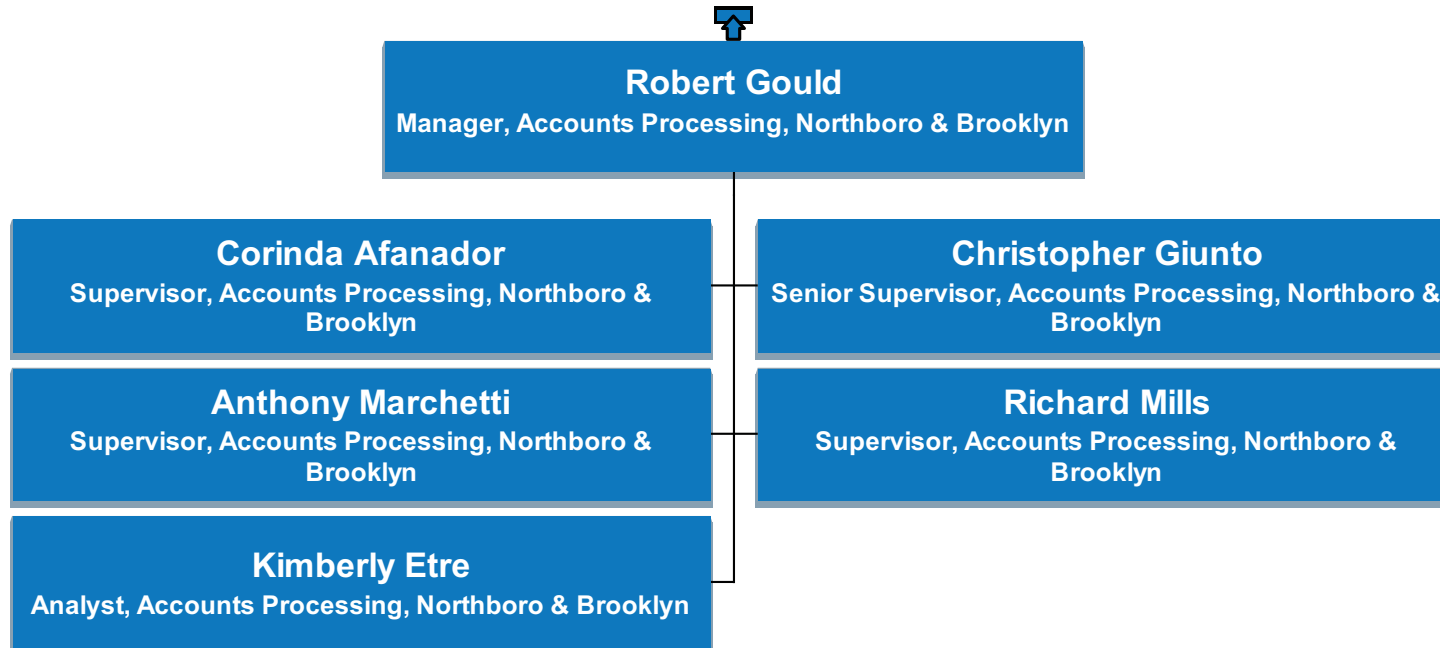 Robert Gould
Manager, Accounts Processing, Northboro & Brooklyn
Corinda Afanador
Supervisor, Accounts Processing, Northboro &
Brooklyn
Christopher Giunto
Senior Supervisor, Accounts Processing, Northboro &
Brooklyn
Anthony Marchetti
Supervisor, Accounts Processing, Northboro &
Brooklyn
Richard Mills
Supervisor, Accounts Processing, Northboro &
Brooklyn
Kimberly Etre
Analyst, Accounts Processing, Northboro & Brooklyn